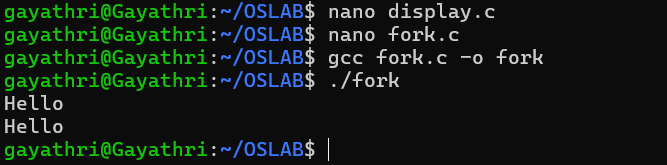 gayathri@Gayathri:~/OSLAB$ nano display.c
gayathri@Gayathri:~/OSLAB$ nano fork.c
gayathri@Gayathri:~/OSLAB$ gcc fork.c -o fork
gayathri@Gayathri:~/OSLAB$ ./fork
Hello
Hello
gayathri@Gayathri:~/OSLAB$